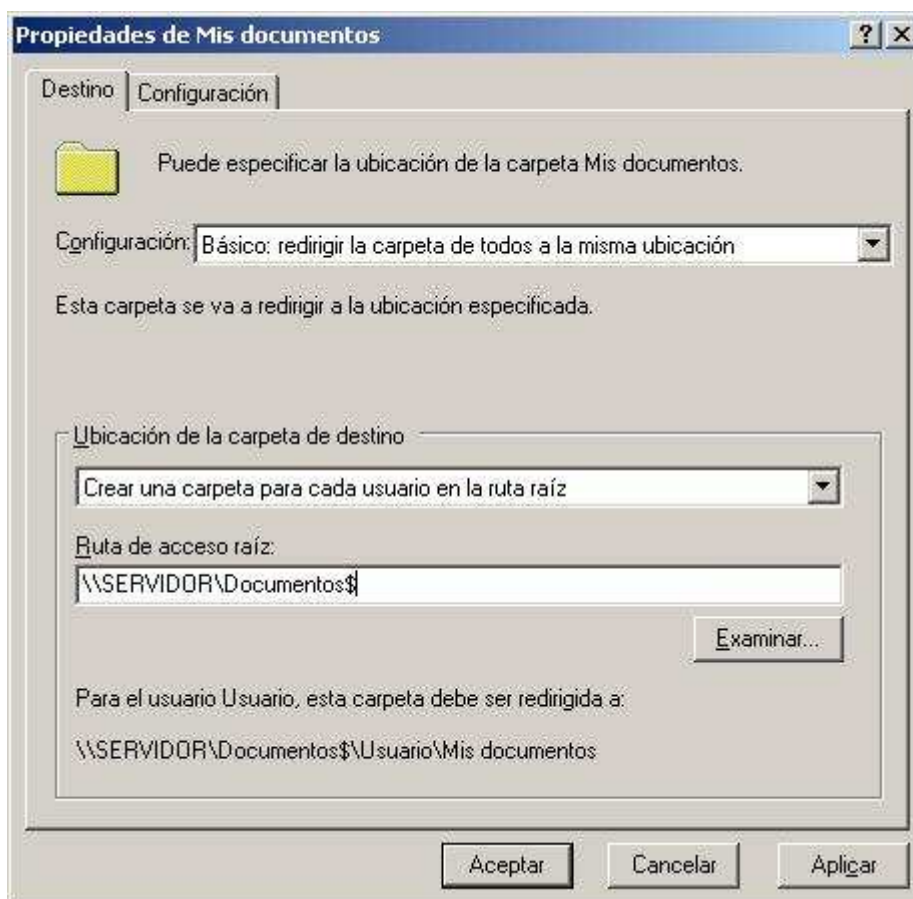 Propiedades de Mis documentos
Destino
Configuración
Puede especificar la ubicación de la carpeta Mis documentos.
Configuración: Básico: redirigir la carpeta de todos a la misma ubicación
Esta carpeta se va a redirigir a la ubicación especificada.
Ubicación de la carpeta de destino
Crear una carpeta para cada usuario en la ruta raíz
Ruta de acceso raíz:
\\SERVIDOR\Documentos$
Examinar...
Para el usuario Usuario, esta carpeta debe ser redirigida a:
\\SERVIDOR\Documentos$\Usuario\Mis documentos
Aceptar
Cancelar
Aplicar